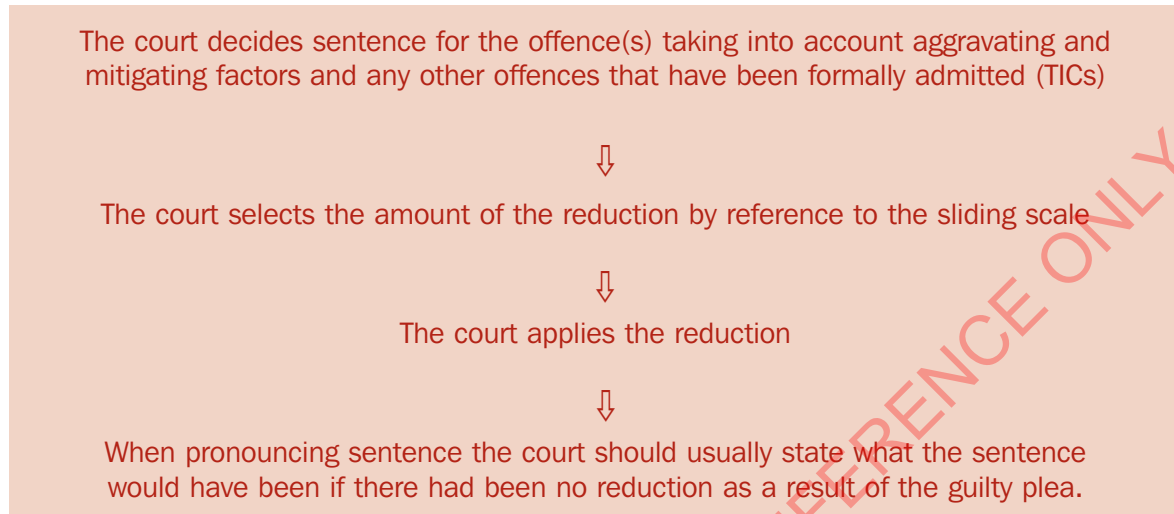 The court decides sentence for the offence(s) taking into account aggravating and
mitigating factors and any other offences that have been formally admitted (TICs)
⇩
The court selects the amount of the reduction by reference to the sliding scale
⇩
The court applies the reduction
⇩
When pronouncing sentence the court should usually state what the sentence
would have been if there had been no reduction as a result of the guilty plea.
ERENCE ONLY